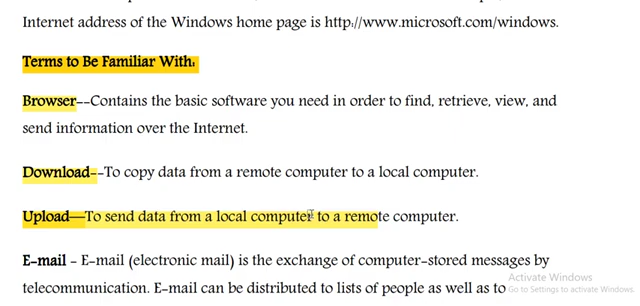 Internet address of the Windows home page is http://www.microsoft.com/windows.
Terms to Be Familiar With:
Browser--Contains the basic software you need in order to find, retrieve, view, and
send information over the Internet.
Download--To copy data from a remote computer to a local computer.
Upload—To send data from a local computer to a remote computer.
E-mail - E-mail (electronic mail) is the exchange of computer-stored messages by
telecommunication. E-mail can be distributed to lists of people as well as to
Activate Windows
Go to Settings to activate Windows.